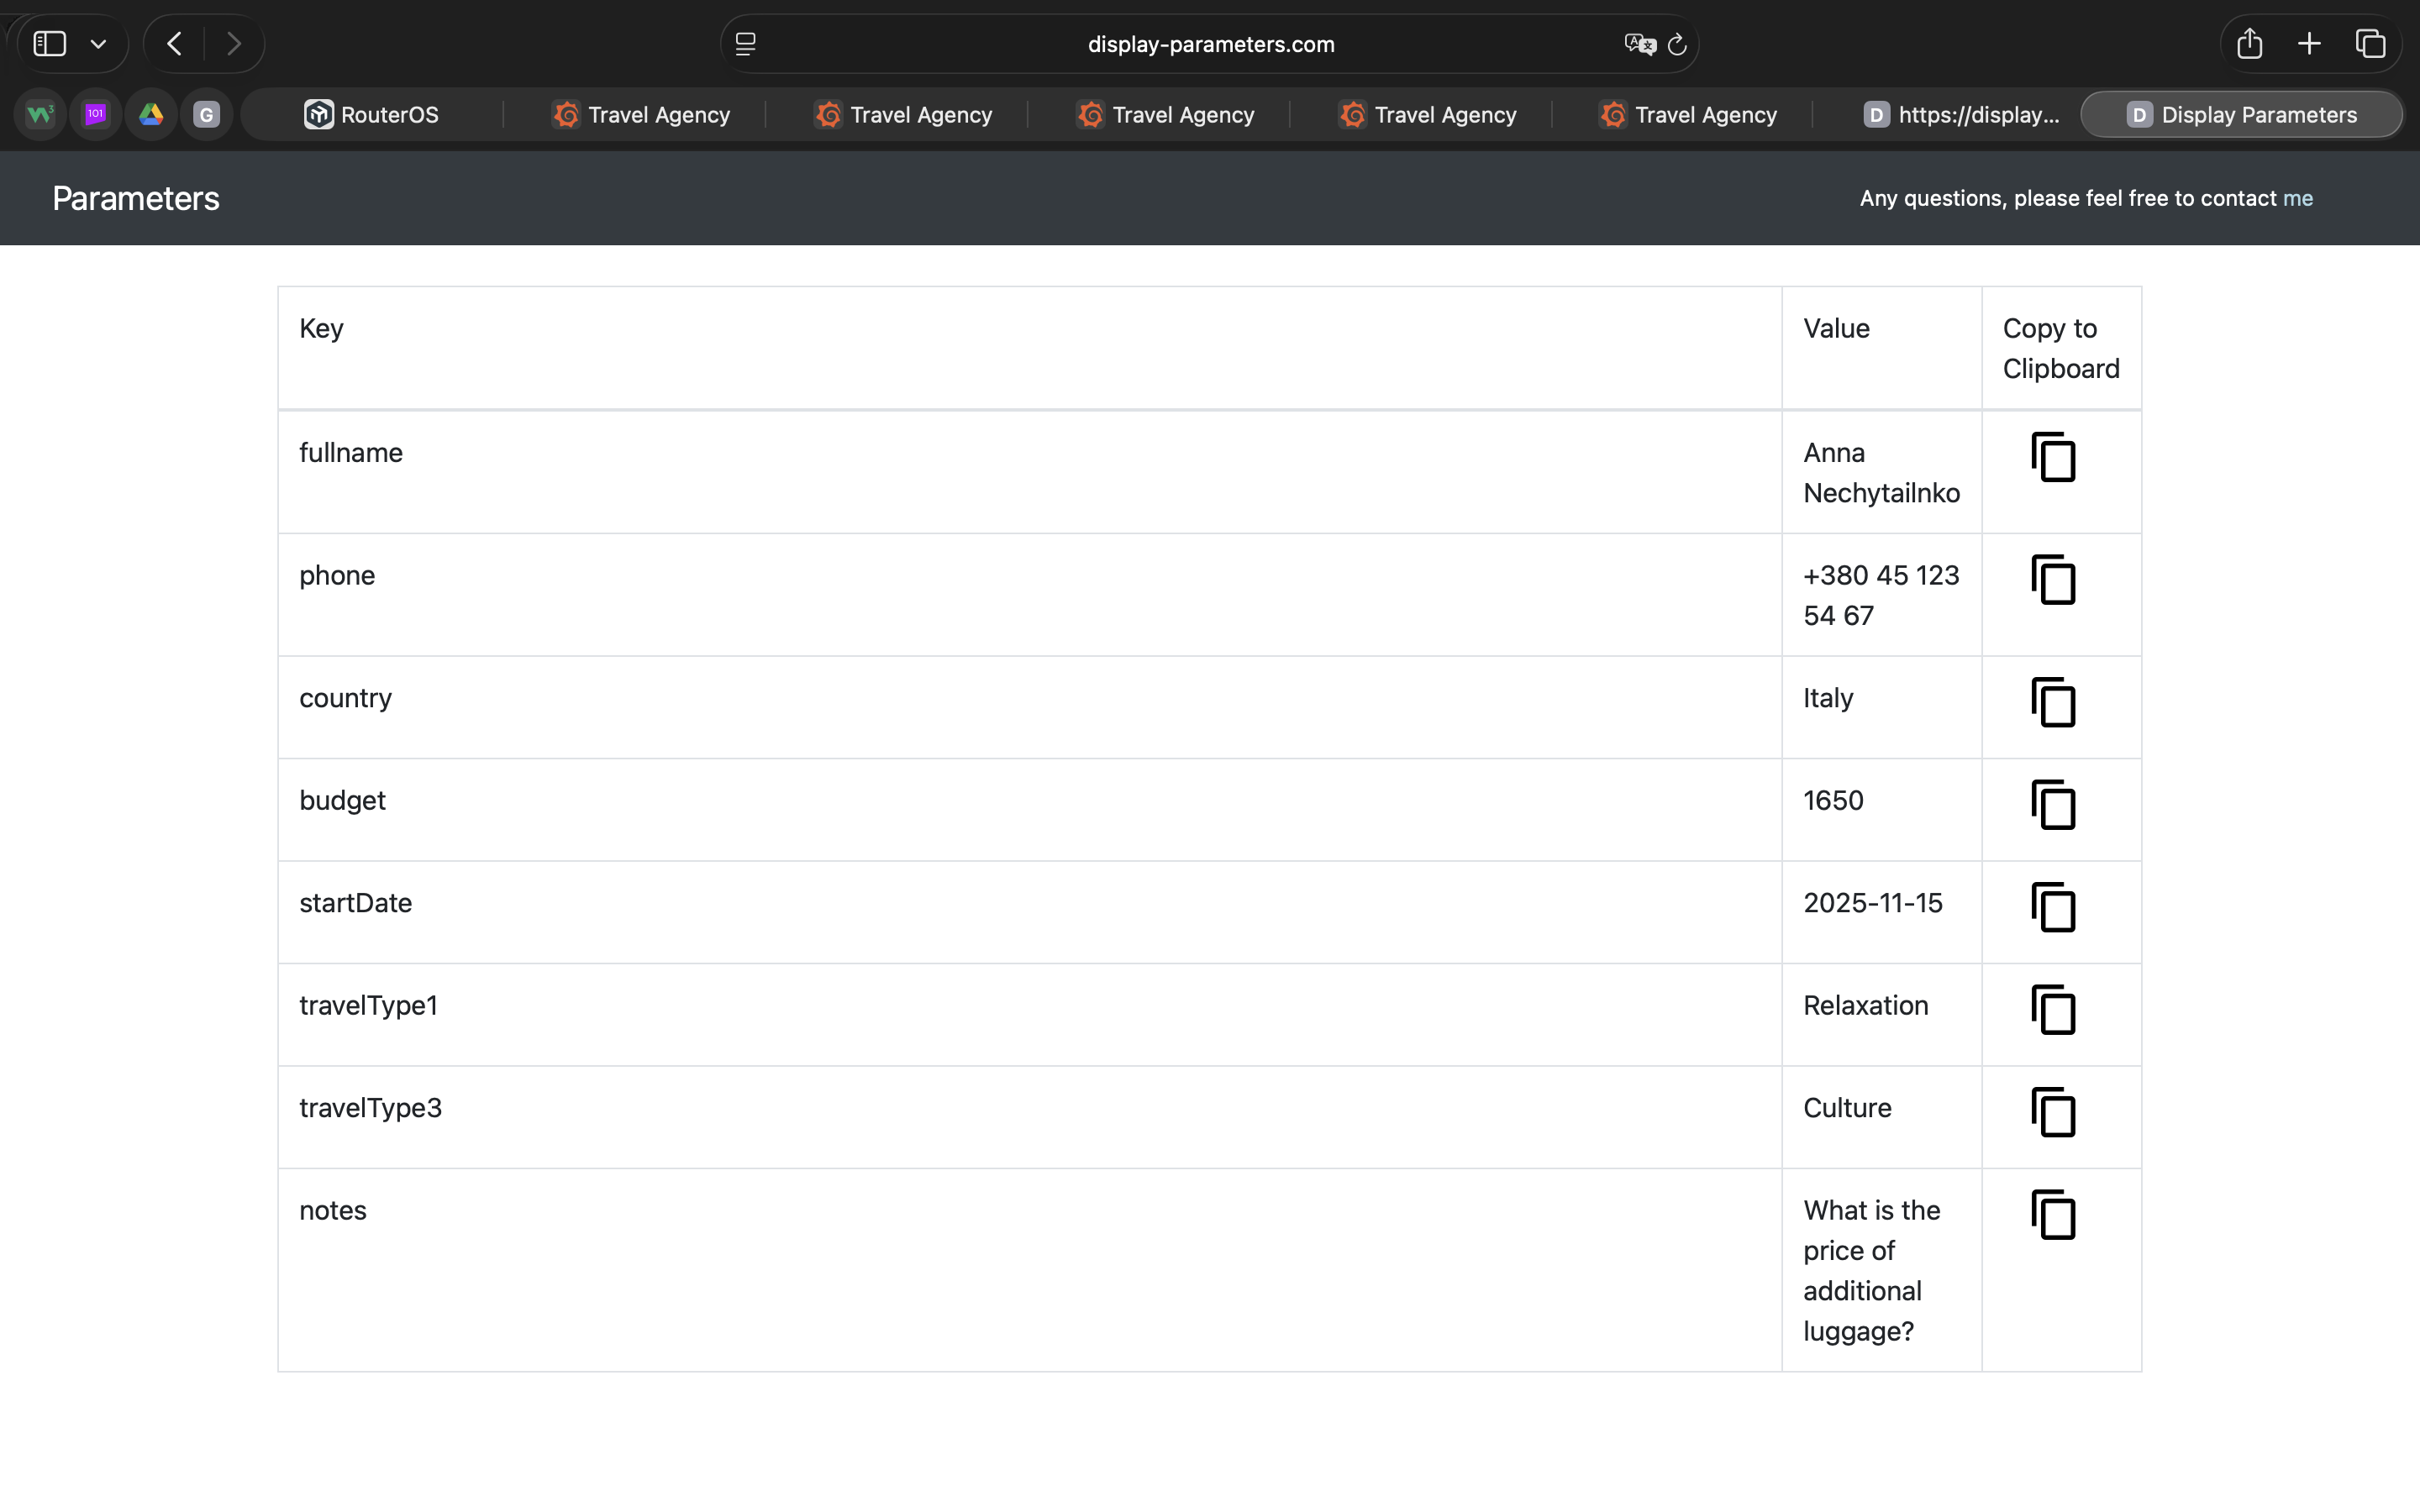 display-parameters.com
W3
101
G
RouterOS
Travel Agency
Travel Agency
Travel Agency
Travel Agency
Travel Agency
D https://display...
D Display Parameters
Parameters
Any questions, please feel free to contact me
Key
Value
Copy to
Clipboard
fullname
Anna
Nechytailnko
phone
+380 45 123
54 67
country
Italy
budget
1650
startDate
2025-11-15
travelType1
Relaxation
travelType3
Culture
notes
What is the
price of
additional
luggage?